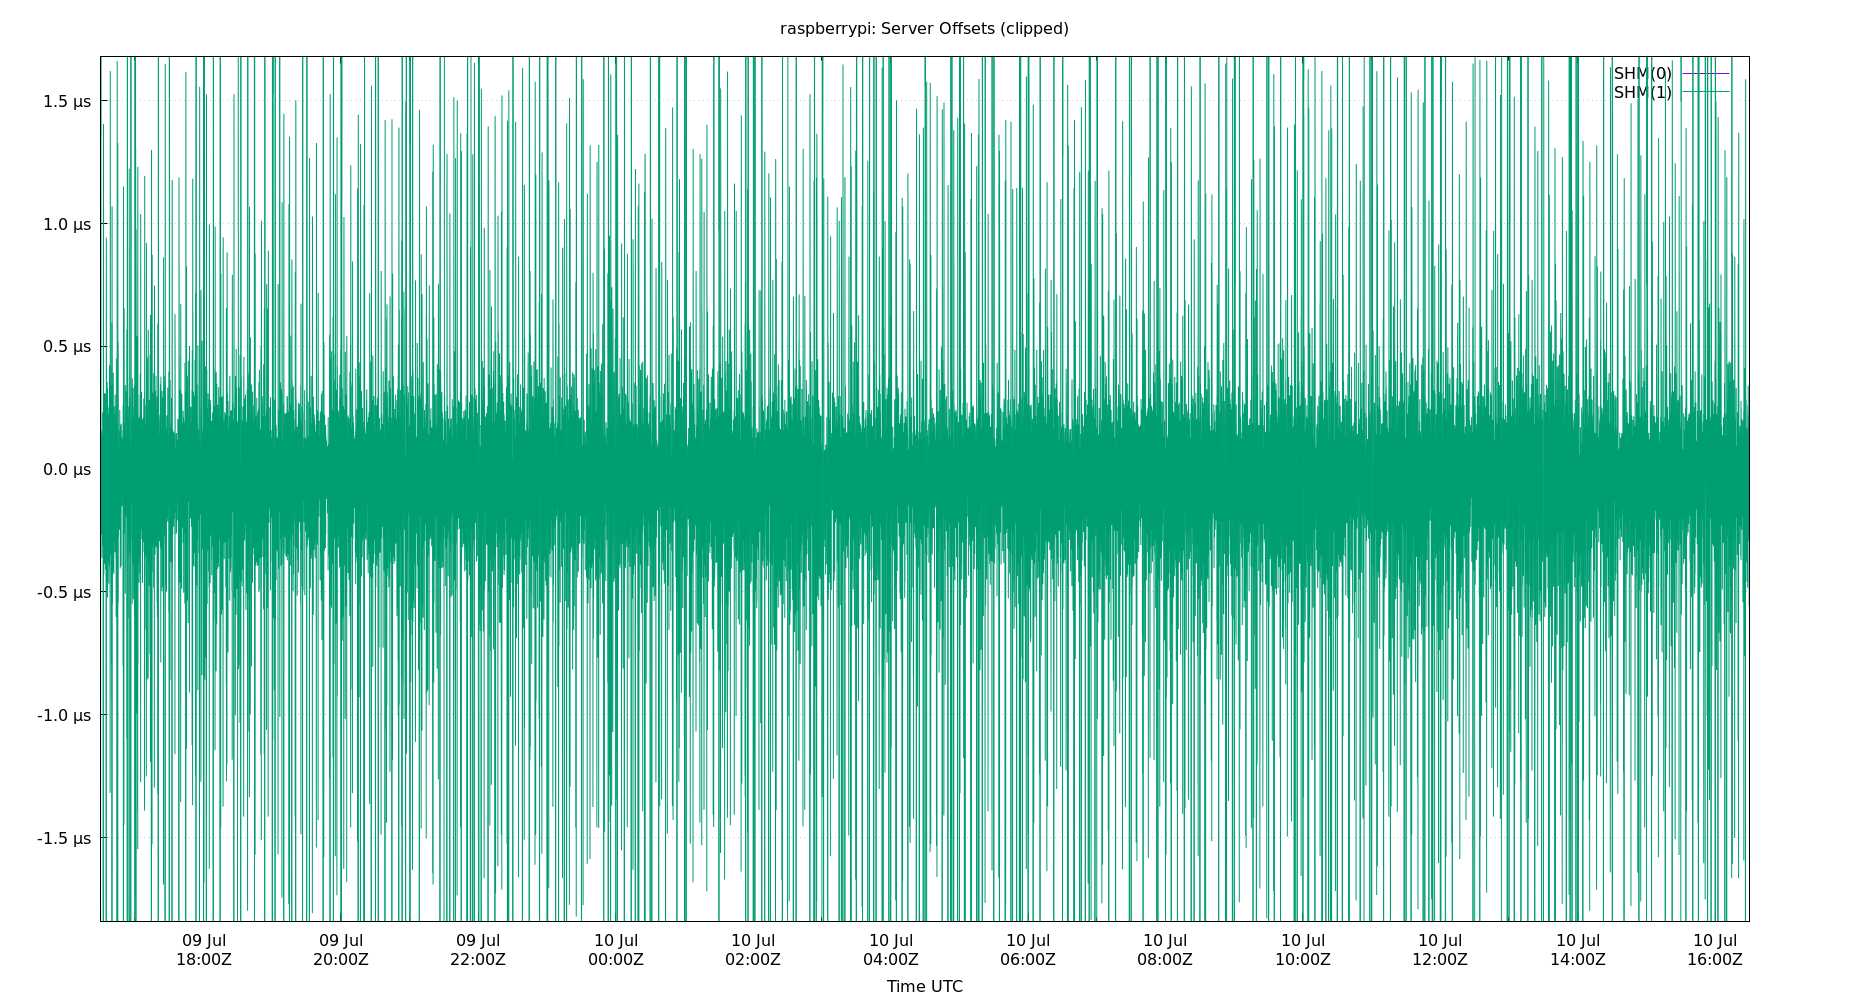 raspberrypi: Server Offsets (clipped)
SHM(0)
SHM(1)
1.5 µs
1.0 µs
0.5 µs
0.0 µs
-0.5 µs
-1.0 µs
-1.5 µs
09 Jul 09 Jul 09 Jul 10 Jul 10 Jul 10 Jul 10 Jul 10 Jul 10 Jul 10 Jul 10 Jul 10 Jul
18:00Z 20:00Z 22:00Z 00:00Z 02:00Z 04:00Z 06:00Z 08:00Z 10:00Z 12:00Z 14:00Z 16:00Z
Time UTC